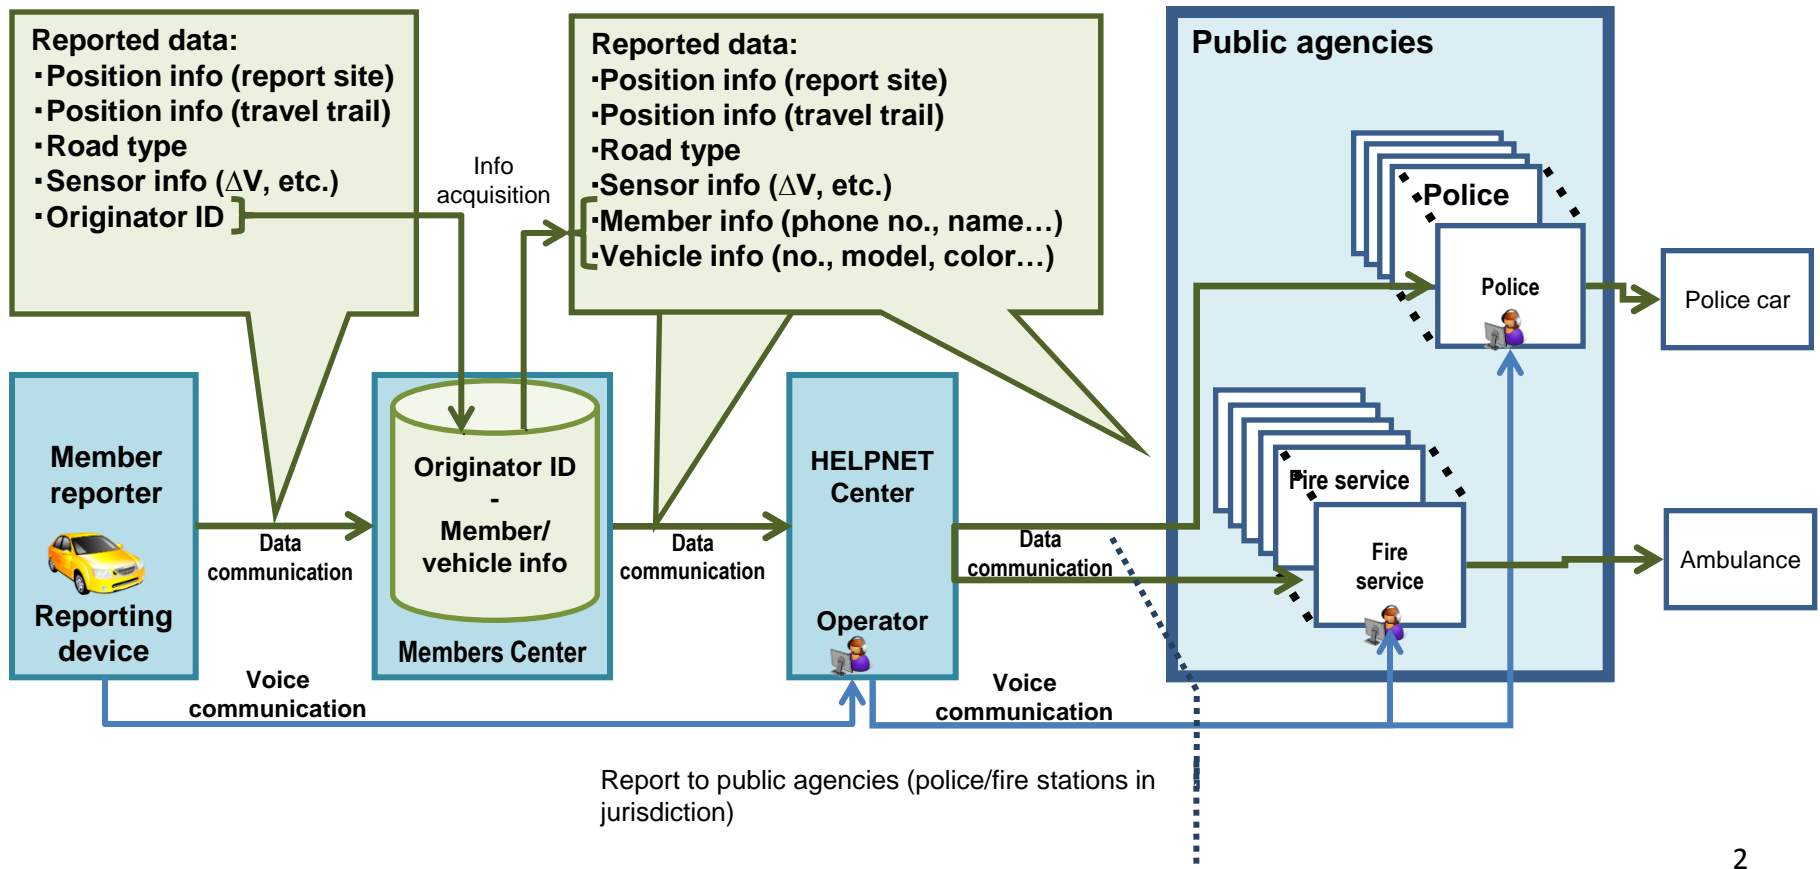 Reported data:
・Position info (report site)
・Position info (travel trail)
・Road type
・Sensor info (∆V, etc.)
・Originator ID
Info
acquisition
Reported data:
・Position info (report site)
・Position info (travel trail)
・Road type
・Sensor info (∆V, etc.)
・Member info (phone no., name…)
・Vehicle info (no., model, color…)
Public agencies
Police
Police
Police car
Fire service
Fire
service
Ambulance
Member
reporter
Reporting
device
Data
communication
Originator ID
-
Member/
vehicle info
Members Center
Data
communication
HELPNET
Center
Operator
Data
communication
Voice
communication
Voice
communication
Report to public agencies (police/fire stations in
jurisdiction)
2